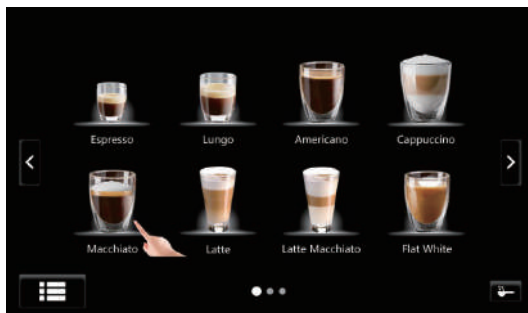 Espresso
Lungo
Americano
Cappuccino
Macchiato
Latte
Latte Macchiato
Flat White